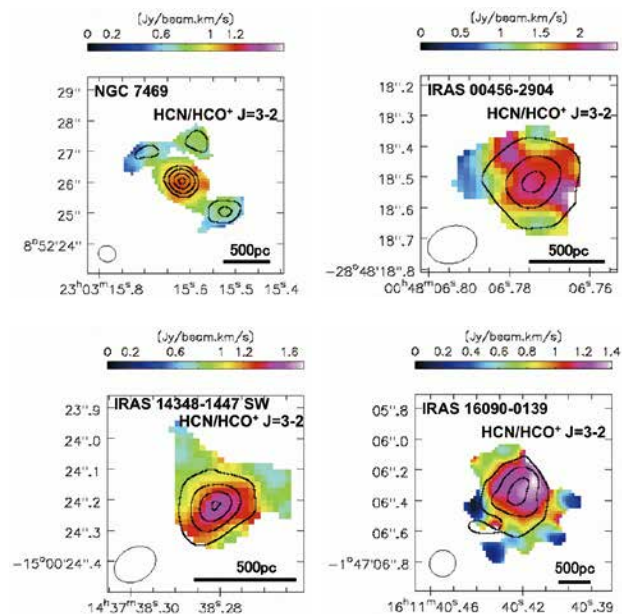 (Jy/beam.km/s)
0 0.4 0.8 1.2
NGC 7469
HCN/HCO⁺ J=3-2
29"
28"
27"
26"
25"
8°52'24"
500pc
23ʰ03ᵐ15ˢ.8 15ˢ.6 15ˢ.5 15ˢ.4
(Jy/beam.km/s)
0 0.5 1 1.5 2
IRAS 00456-2904
HCN/HCO⁺ J=3-2
18".2
18".3
18".4
18".5
18".6
18".7
-28°48'18".8
500pc
00ʰ48ᵐ06ˢ.80 06ˢ.78 06ˢ.76
(Jy/beam.km/s)
0 0.2 0.6 1 1.2 1.6
IRAS 14348-1447 SW
HCN/HCO⁺ J=3-2
23".9
24".0
24".1
24".2
24".3
-15°00'24".4
500pc
14ʰ37ᵐ38ˢ.30 38ˢ.28
(Jy/beam.km/s)
0 0.2 0.4 0.6 0.8 1 1.2 1.4
IRAS 16090-0139
HCN/HCO⁺ J=3-2
05".8
06".0
06".2
06".4
06".6
-1°47'06".8
500pc
16ʰ11ᵐ40ˢ.46 40ˢ.42 40ˢ.39